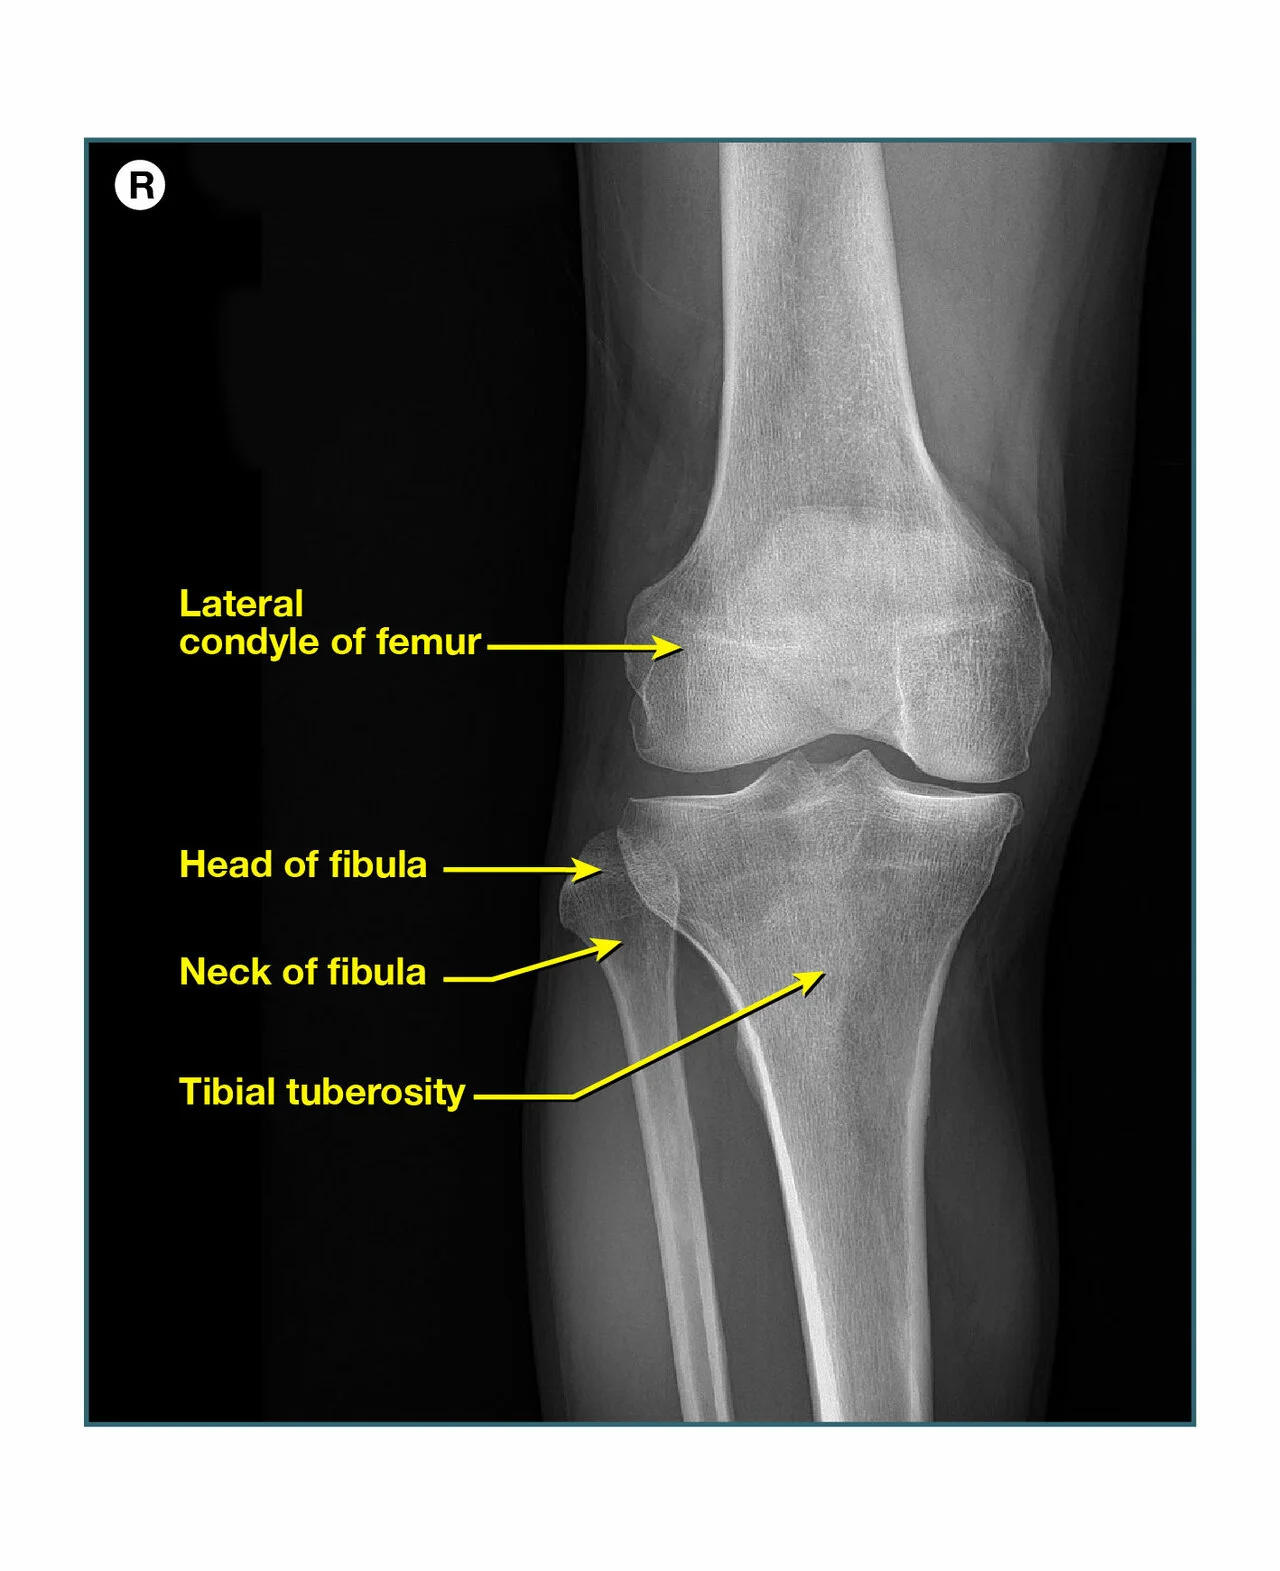 R
Lateral
condyle of femur
Head of fibula
Neck of fibula
Tibial tuberosity